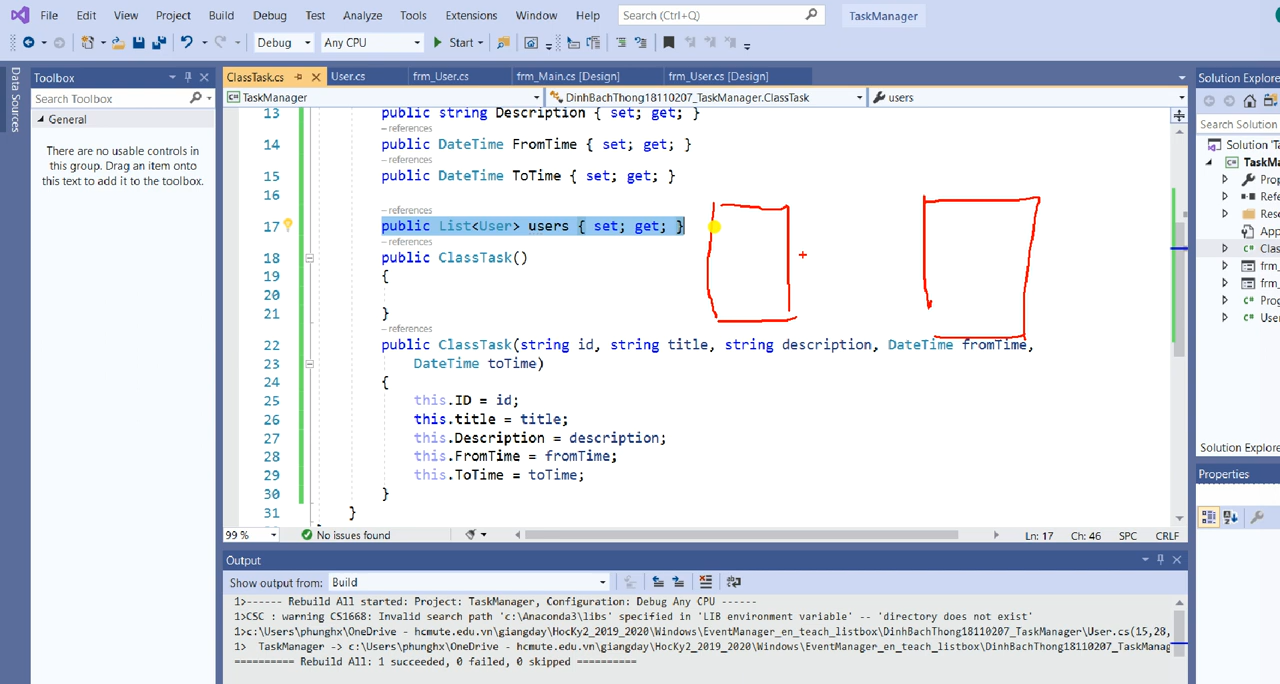 File Edit View Project Build Debug Test Analyze Tools Extensions Window Help Search (Ctrl+Q) TaskManager
Debug Any CPU Start
Data Sources
Toolbox
Search Toolbox
General
There are no usable controls in
this group. Drag an item onto
this text to add it to the toolbox.
ClassTask.cs User.cs frm_User.cs frm_Main.cs [Design] frm_User.cs [Design]
TaskManager DinhBachThong18110207_TaskManager.ClassTask users
13 public string Description { set; get; }
– references
14 public DateTime FromTime { set; get; }
– references
15 public DateTime ToTime { set; get; }
16
– references
17 public List<User> users { set; get; }
– references
18 public ClassTask()
19 {
20
21 }
– references
22 public ClassTask(string id, string title, string description, DateTime fromTime,
23 DateTime toTime)
24 {
25 this.ID = id;
26 this.title = title;
27 this.Description = description;
28 this.FromTime = fromTime;
29 this.ToTime = toTime;
30 }
31 }
99 % No issues found Ln: 17 Ch: 46 SPC CRLF
Output
Show output from: Build
1>------ Rebuild All started: Project: TaskManager, Configuration: Debug Any CPU ------
1>CSC : warning CS1668: Invalid search path 'c:\Anaconda3\libs' specified in 'LIB environment variable' -- 'directory does not exist'
1>c:\Users\phunghx\OneDrive - hcmute.edu.vn\giangday\HocKy2_2019_2020\Windows\EventManager_en_teach_listbox\DinhBachThong18110207_TaskManager\User.cs(15,28,
1> TaskManager -> c:\Users\phunghx\OneDrive - hcmute.edu.vn\giangday\HocKy2_2019_2020\Windows\EventManager_en_teach_listbox\DinhBachThong18110207_TaskManag
========== Rebuild All: 1 succeeded, 0 failed, 0 skipped ==========
Solution Explore
Search Solution
Solution 'Ta
TaskM
Prop
Refe
Reso
App
Clas
frm_
frm_
Prog
User
Solution Explore
Properties